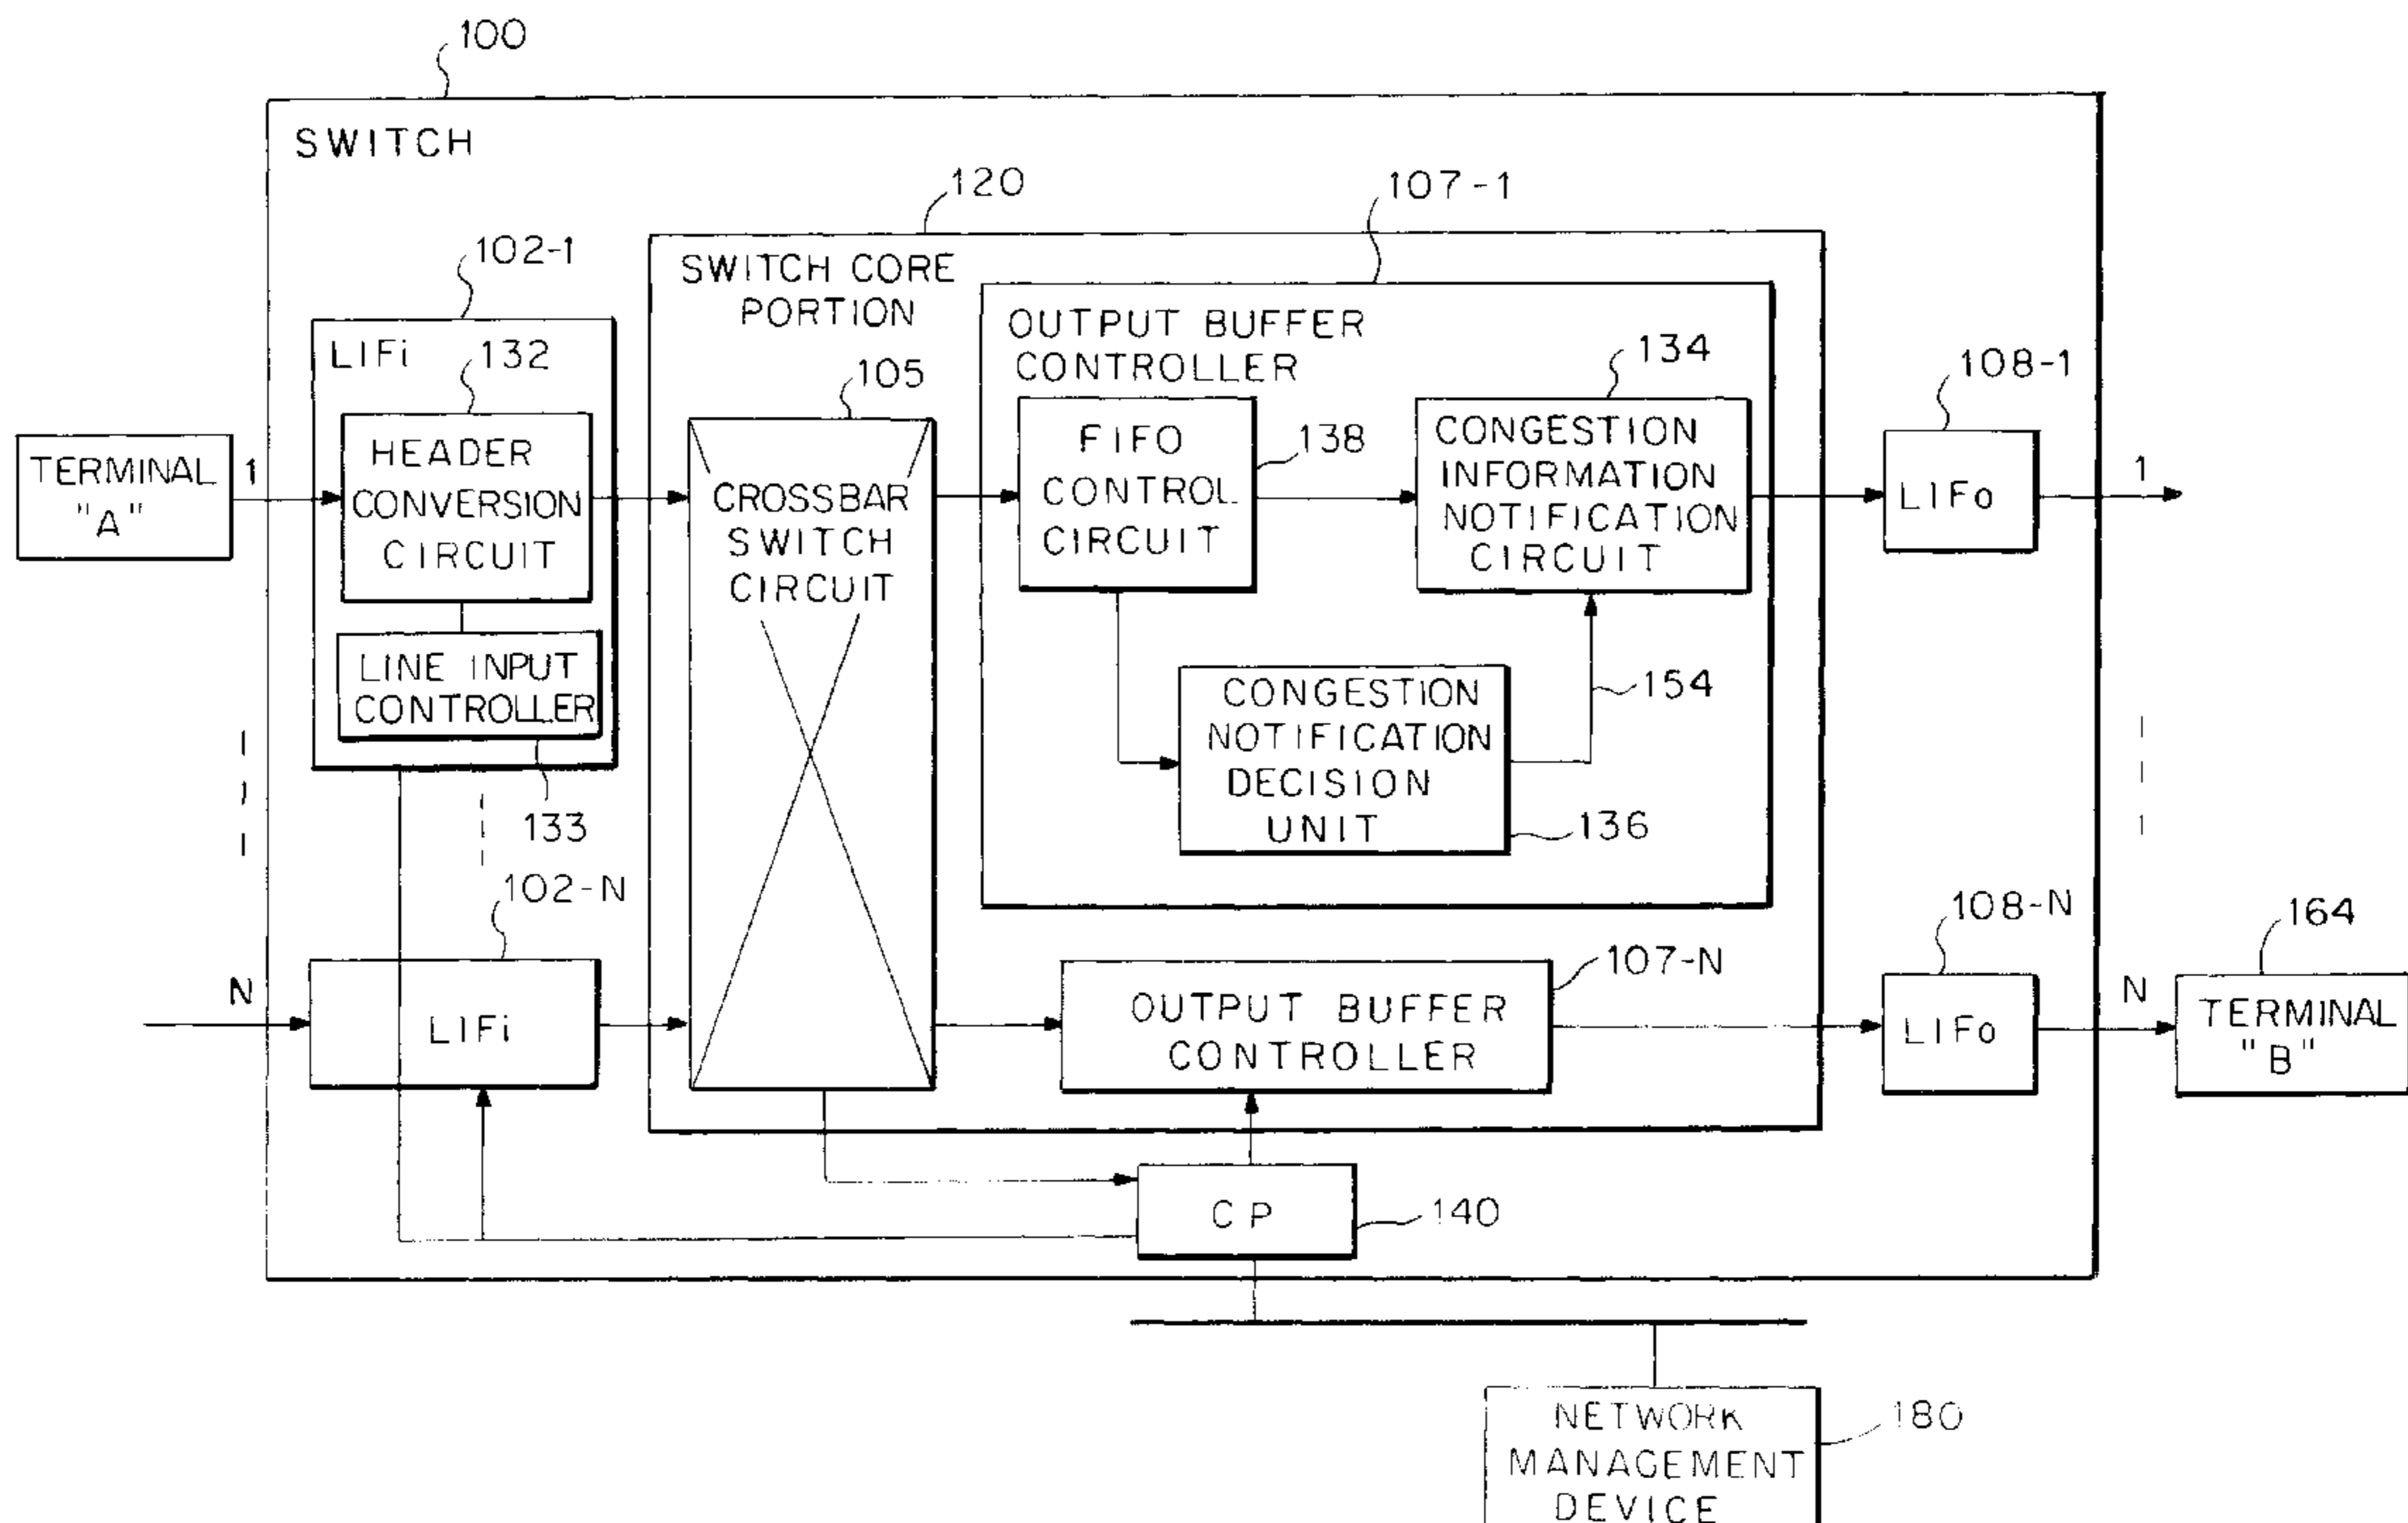 100
SWITCH
120
107-1
102-1
SWITCH CORE
PORTION
LIFi
132
105
OUTPUT BUFFER
CONTROLLER
134
108-1
TERMINAL
"A"
1
HEADER
CONVERSION
CIRCUIT
CROSSBAR
SWITCH
CIRCUIT
FIFO
CONTROL
CIRCUIT
138
CONGESTION
INFORMATION
NOTIFICATION
CIRCUIT
LIFo
1
LINE INPUT
CONTROLLER
133
CONGESTION
NOTIFICATION
DECISION
UNIT
154
136
102-N
N
LIFi
107-N
OUTPUT BUFFER
CONTROLLER
108-N
LIFo
N
164
TERMINAL
"B"
CP
140
NETWORK
MANAGEMENT
DEVICE
180